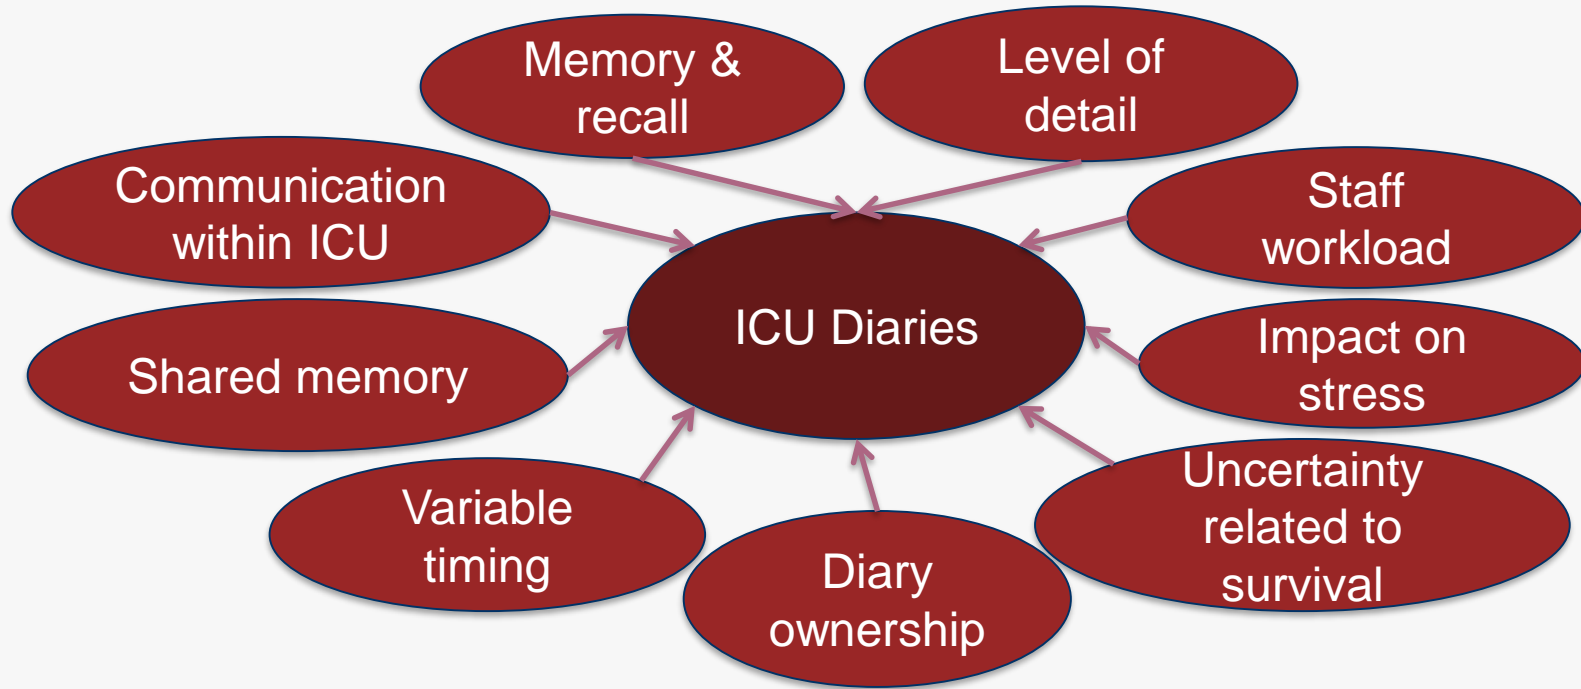 Memory &
recall
Level of
detail
Communication
within ICU
Staff
workload
ICU Diaries
Shared memory
Impact on
stress
Variable
timing
Diary
ownership
Uncertainty
related to
survival